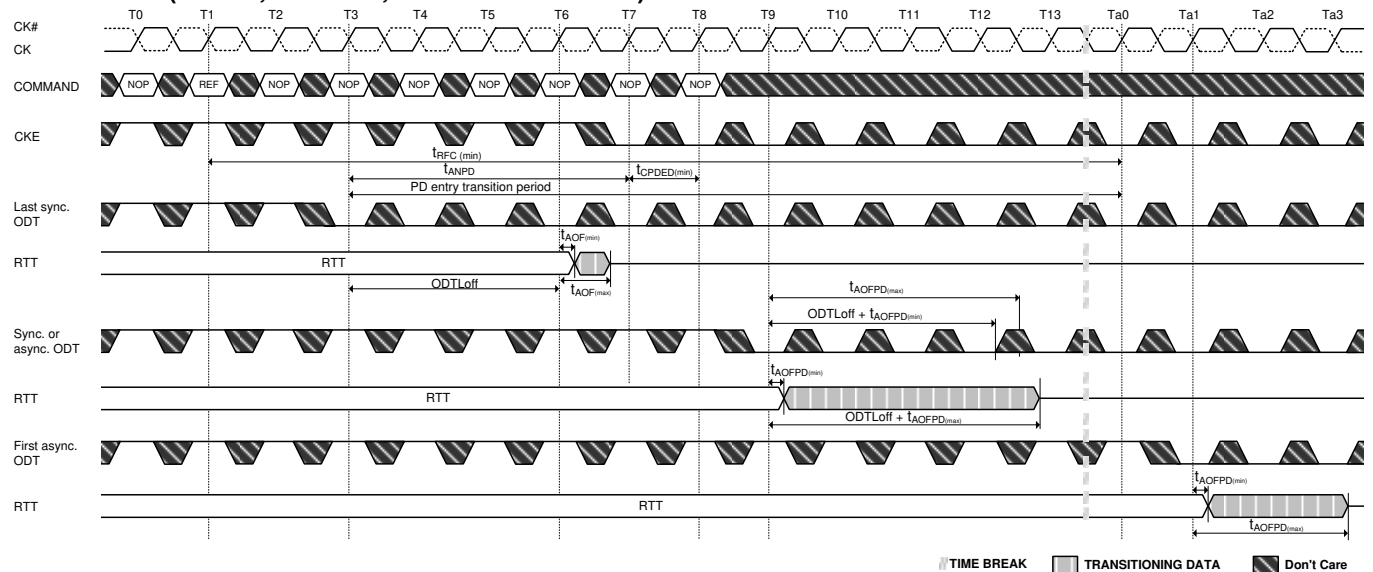 T0 T1 T2 T3 T4 T5 T6 T7 T8 T9 T10 T11 T12 T13 Ta0 Ta1 Ta2 Ta3
CK#
CK
COMMAND NOP REF NOP NOP NOP NOP NOP NOP NOP
CKE
tRFC (min)
tANPD tCPDED(min)
PD entry transition period
Last sync.
ODT
tAOF(min)
RTT RTT
ODTLoff tAOF(max)
tAOFPD(max)
ODTLoff + tAOFPD(min)
Sync. or
async. ODT
tAOFPD(min)
RTT RTT
ODTLoff + tAOFPD(max)
First async.
ODT
tAOFPD(min)
RTT RTT
tAOFPD(max)
TIME BREAK TRANSITIONING DATA Don't Care